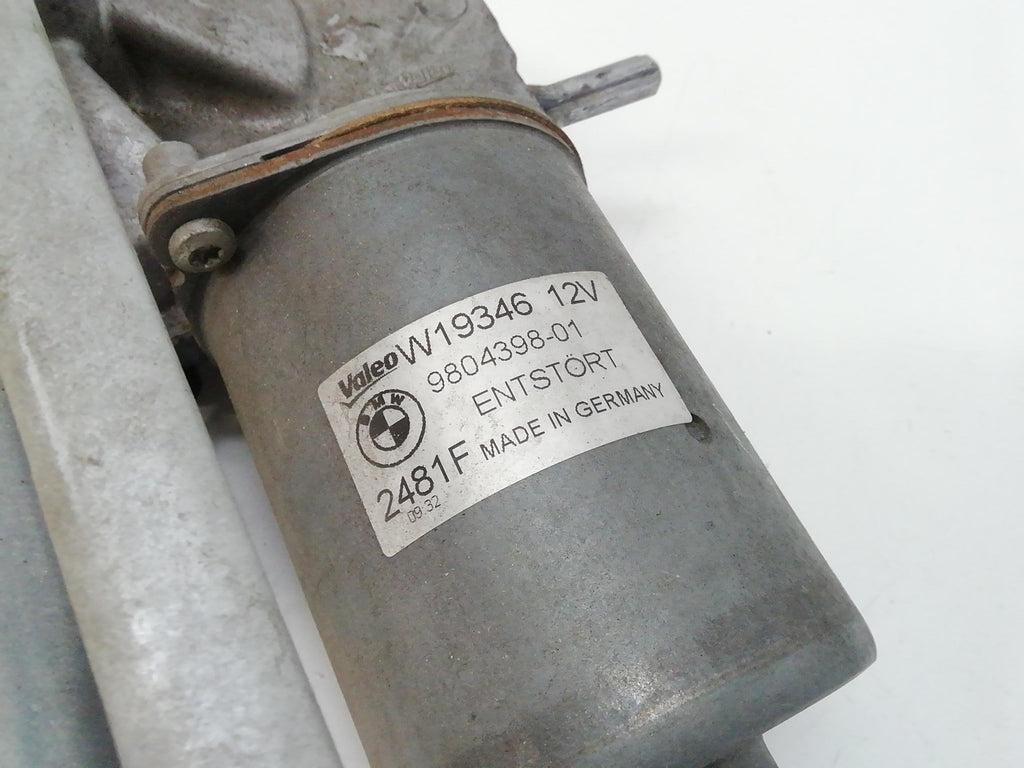 Valeo W19346 12V
9804398-01
BMW
ENTSTÖRT
2481F MADE IN GERMANY
09:32